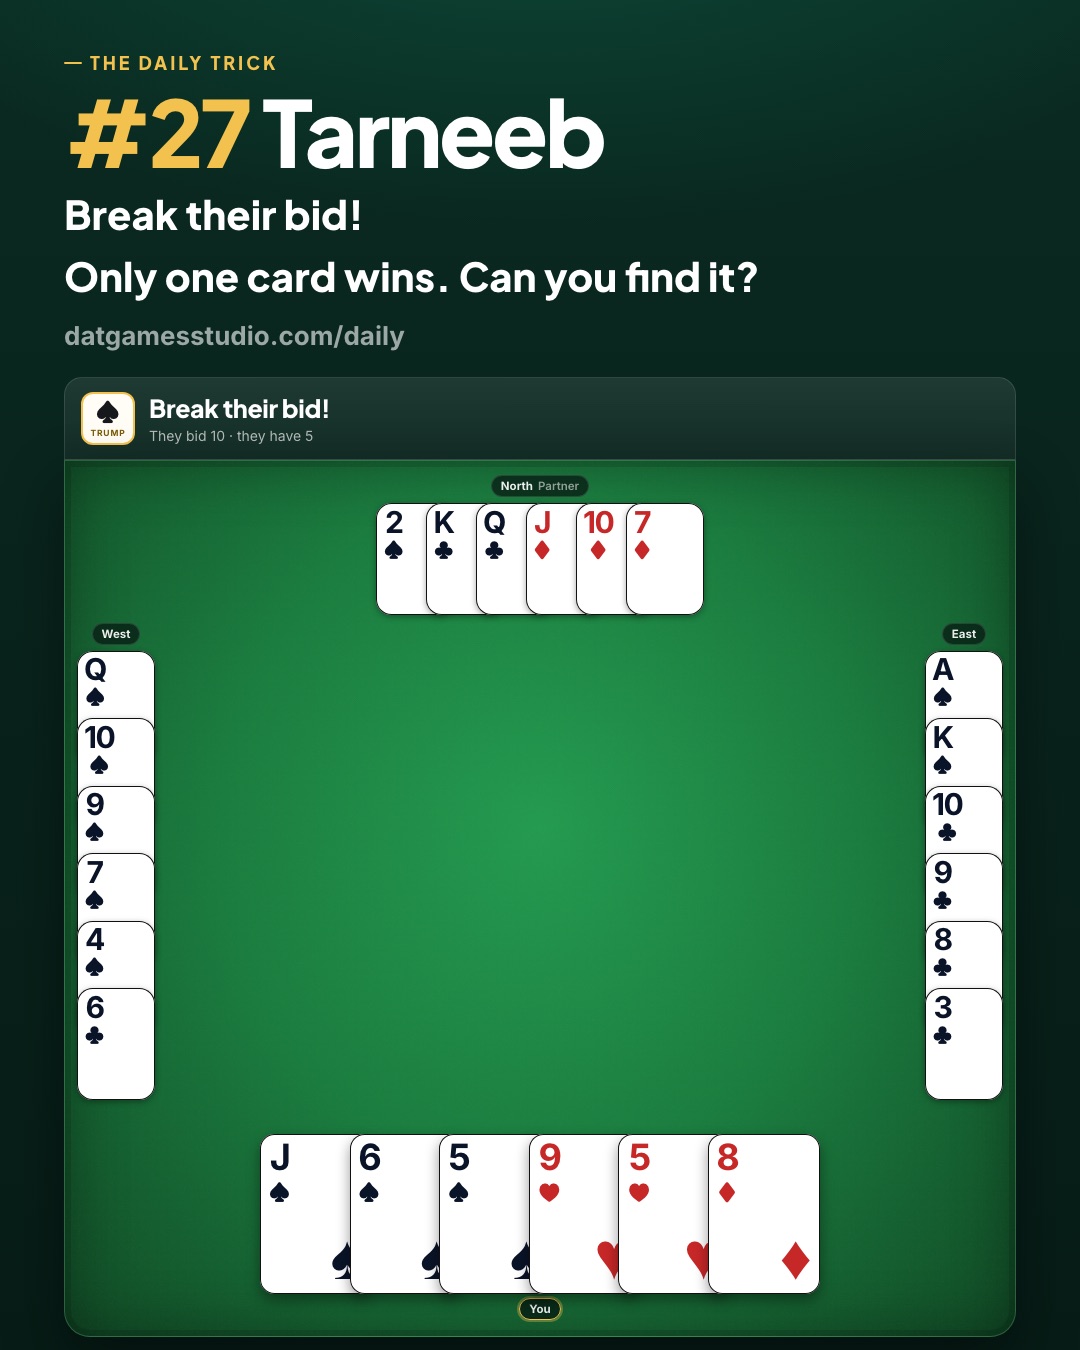 — THE DAILY TRICK
#27 Tarneeb
Break their bid!
Only one card wins. Can you find it?
datgamesstudio.com/daily
TRUMP
Break their bid!
They bid 10 · they have 5
North Partner
2 K Q J 10 7
West
East
Q
10
9
7
4
6
A
K
10
9
8
3
J 6 5 9 5 8
You